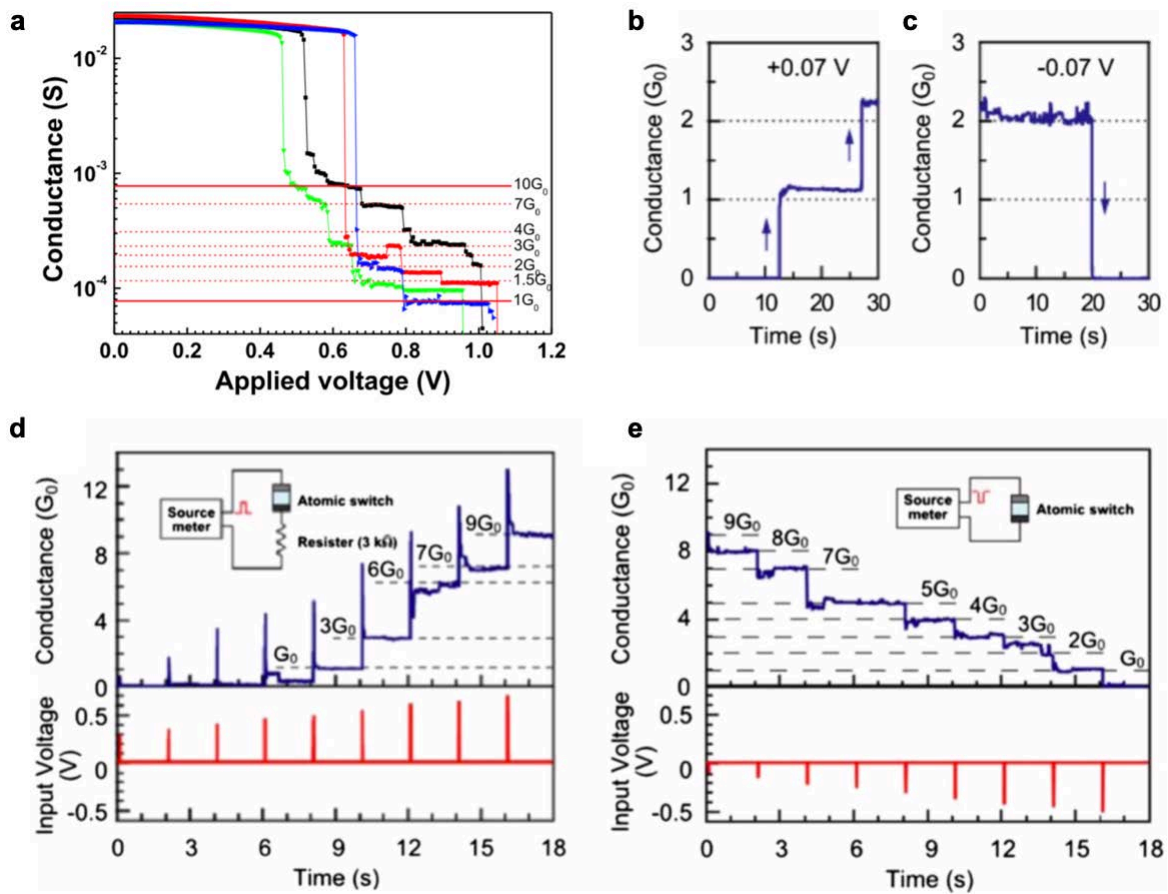 a
Conductance (S)
10⁻²
10⁻³
10⁻⁴
10G₀
7G₀
4G₀
3G₀
2G₀
1.5G₀
1G₀
0.0 0.2 0.4 0.6 0.8 1.0 1.2
Applied voltage (V)
b
Conductance (G₀)
3
2
1
0
+0.07 V
0 10 20 30
Time (s)
c
Conductance (G₀)
3
2
1
0
-0.07 V
0 10 20 30
Time (s)
d
Conductance (G₀)
12
8
4
0
Source
meter
Atomic switch
Resister (3 kΩ)
G₀
3G₀
6G₀
7G₀
9G₀
Input Voltage
(V)
0.5
0
-0.5
0 3 6 9 12 15 18
Time (s)
e
Conductance (G₀)
12
8
4
0
Source
meter
Atomic switch
9G₀
8G₀
7G₀
5G₀
4G₀
3G₀
2G₀
G₀
Input Voltage
(V)
0.5
0
-0.5
0 3 6 9 12 15 18
Time (s)